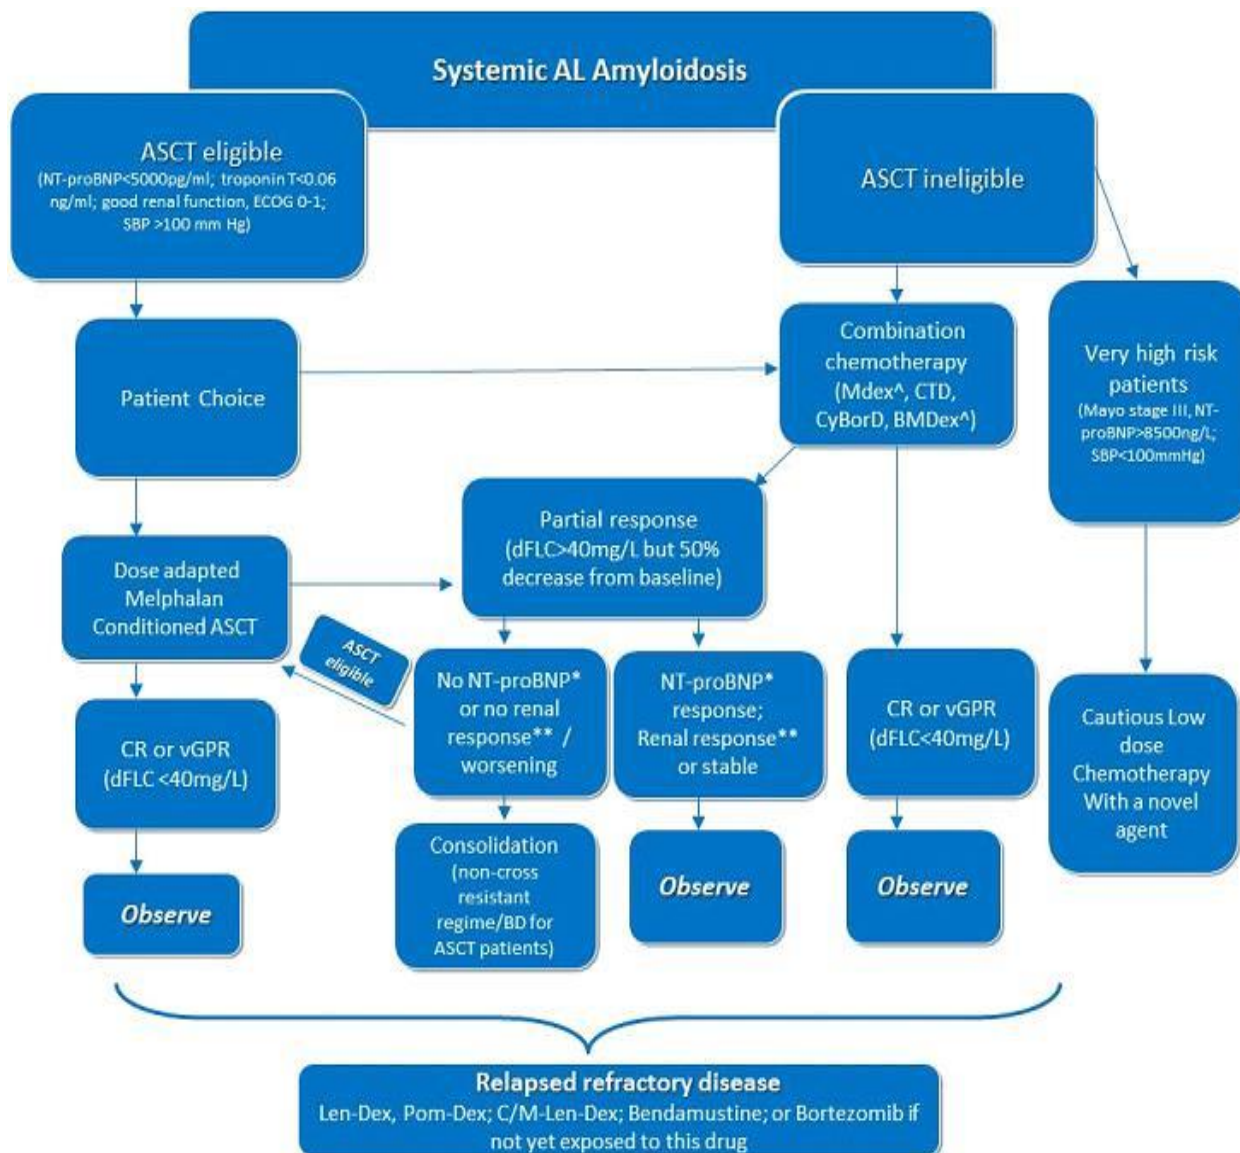 Systemic AL Amyloidosis
ASCT eligible
(NT-proBNP<5000pg/ml; troponin T<0.06
ng/ml; good renal function, ECOG 0-1;
SBP >100 mm Hg)
ASCT ineligible
Patient Choice
Combination
chemotherapy
(Mdex^, CTD,
CyBorD, BMDex^)
Very high risk
patients
(Mayo stage III, NT-
proBNP>8500ng/L;
SBP<100mmHg)
Dose adapted
Melphalan
Conditioned ASCT
Partial response
(dFLC>40mg/L but 50%
decrease from baseline)
ASCT
eligible
No NT-proBNP*
or no renal
response** /
worsening
NT-proBNP*
response;
Renal response**
or stable
CR or vGPR
(dFLC<40mg/L)
Cautious Low
dose
Chemotherapy
With a novel
agent
CR or vGPR
(dFLC <40mg/L)
Observe
Consolidation
(non-cross
resistant
regime/BD for
ASCT patients)
Observe
Observe
Relapsed refractory disease
Len-Dex, Pom-Dex; C/M-Len-Dex; Bendamustine; or Bortezomib if
not yet exposed to this drug